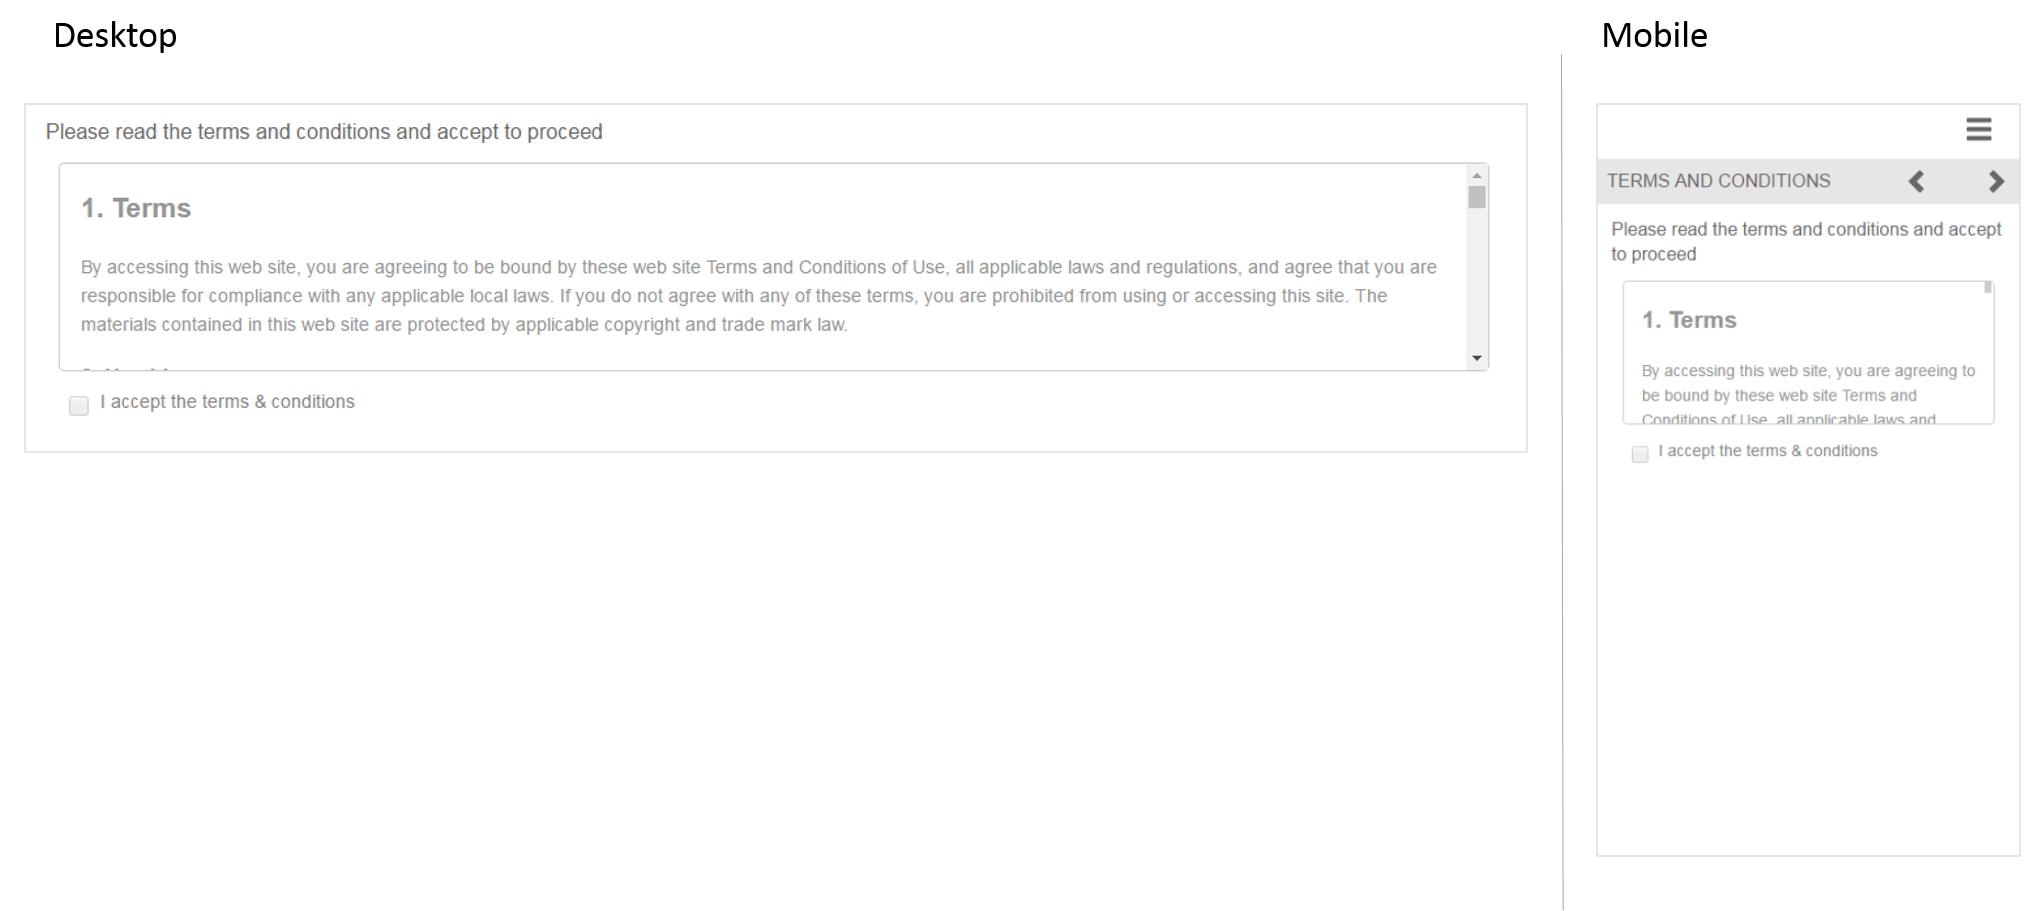 Desktop
Please read the terms and conditions and accept to proceed
1. Terms
By accessing this web site, you are agreeing to be bound by these web site Terms and Conditions of Use, all applicable laws and regulations, and agree that you are
responsible for compliance with any applicable local laws. If you do not agree with any of these terms, you are prohibited from using or accessing this site. The
materials contained in this web site are protected by applicable copyright and trade mark law.
I accept the terms & conditions
Mobile
TERMS AND CONDITIONS
Please read the terms and conditions and accept
to proceed
1. Terms
By accessing this web site, you are agreeing to
be bound by these web site Terms and
Conditions of Use, all applicable laws and
I accept the terms & conditions